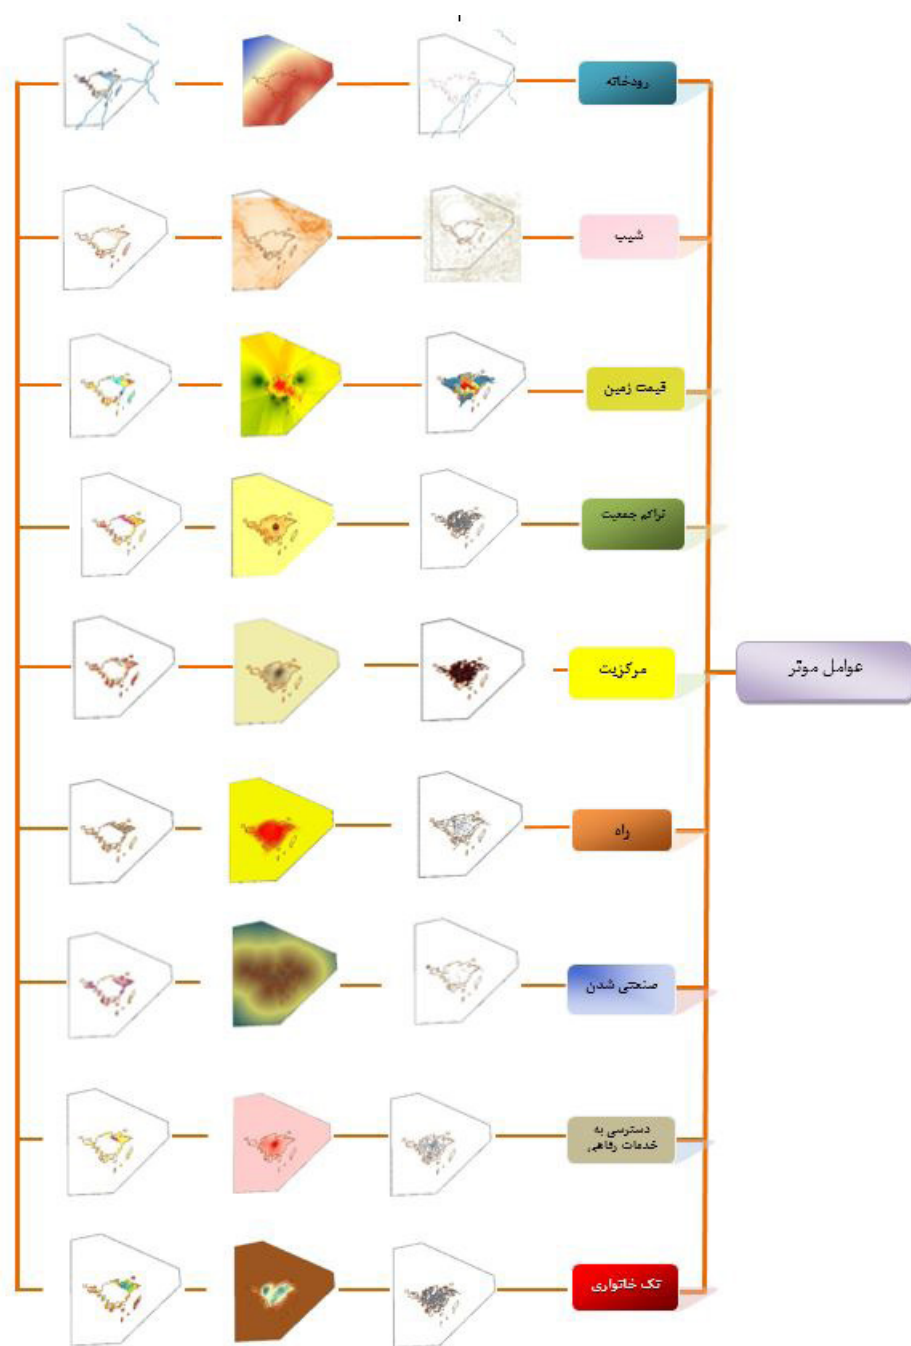 رودخانه
شیب
قیمت زمین
تراکم جمعیت
عوامل موثر
مرکزیت
راه
صنعتی شدن
دسترسی به
خدمات رفاهی
تک خانواری